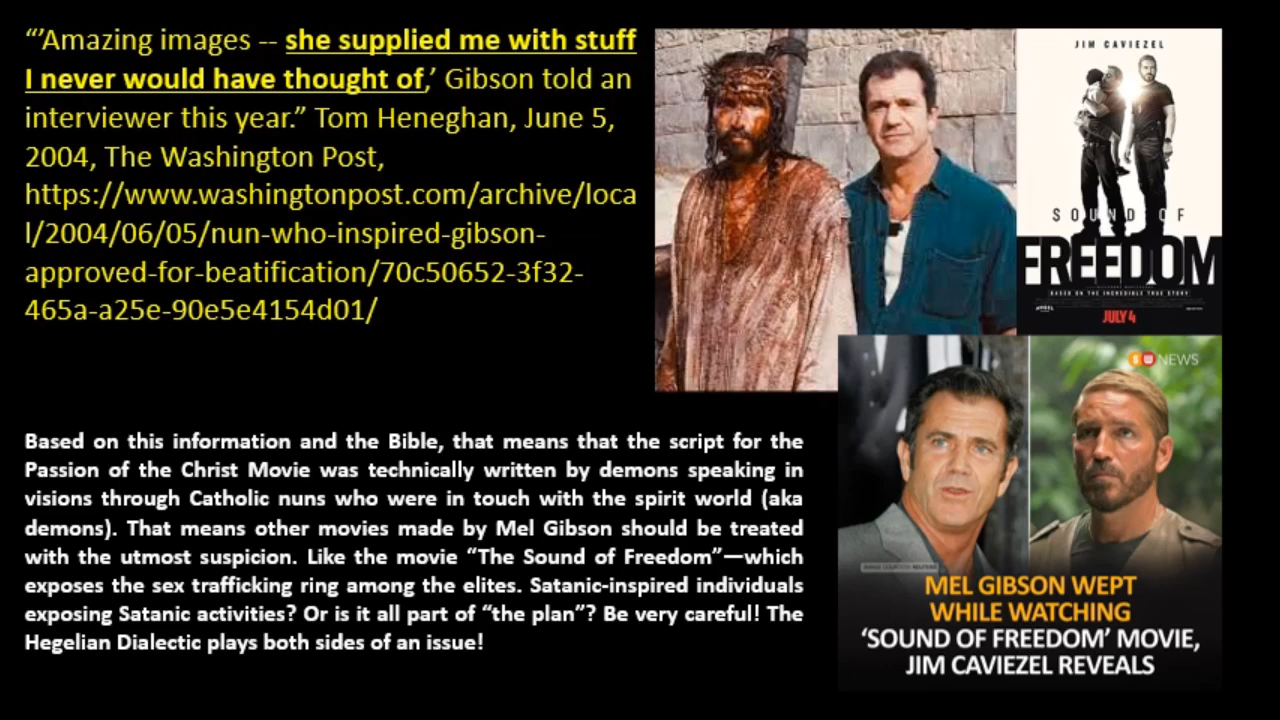 “’Amazing images -- she supplied me with stuff
I never would have thought of,’ Gibson told an
interviewer this year.” Tom Heneghan, June 5,
2004, The Washington Post,
https://www.washingtonpost.com/archive/loca
l/2004/06/05/nun-who-inspired-gibson-
approved-for-beatification/70c50652-3f32-
465a-a25e-90e5e4154d01/
JIM CAVIEZEL
SOUND OF
FREEDOM
BASED ON THE INCREDIBLE TRUE STORY
JULY 4
Based on this information and the Bible, that means that the script for the
Passion of the Christ Movie was technically written by demons speaking in
visions through Catholic nuns who were in touch with the spirit world (aka
demons). That means other movies made by Mel Gibson should be treated
with the utmost suspicion. Like the movie “The Sound of Freedom”—which
exposes the sex trafficking ring among the elites. Satanic-inspired individuals
exposing Satanic activities? Or is it all part of “the plan”? Be very careful! The
Hegelian Dialectic plays both sides of an issue!
NEWS
MEL GIBSON WEPT
WHILE WATCHING
‘SOUND OF FREEDOM’ MOVIE,
JIM CAVIEZEL REVEALS